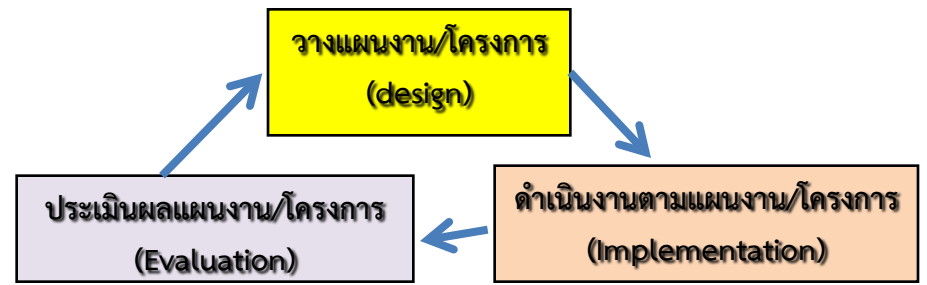 วางแผนงาน/โครงการ
(design)
ประเมินผลแผนงาน/โครงการ
(Evaluation)
ดำเนินงานตามแผนงาน/โครงการ
(Implementation)